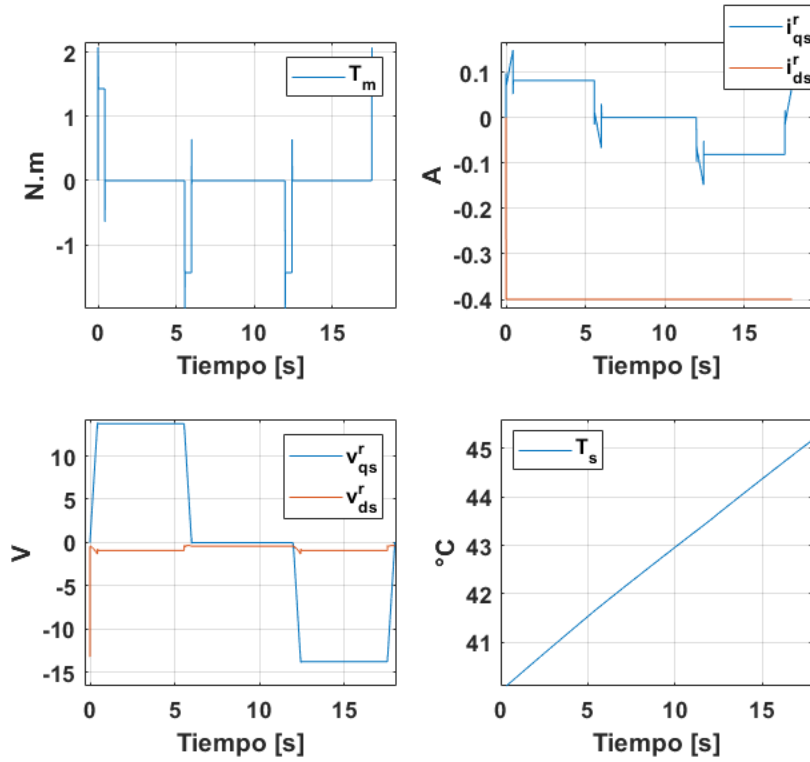 2
1
0
-1
N.m
T_m
0 5 10 15
Tiempo [s]
0.1
0
-0.1
-0.2
-0.3
-0.4
A
i^r_qs
i^r_ds
0 5 10 15
Tiempo [s]
10
5
0
-5
-10
-15
V
v^r_qs
v^r_ds
0 5 10 15
Tiempo [s]
45
44
43
42
41
°C
T_s
0 5 10 15
Tiempo [s]